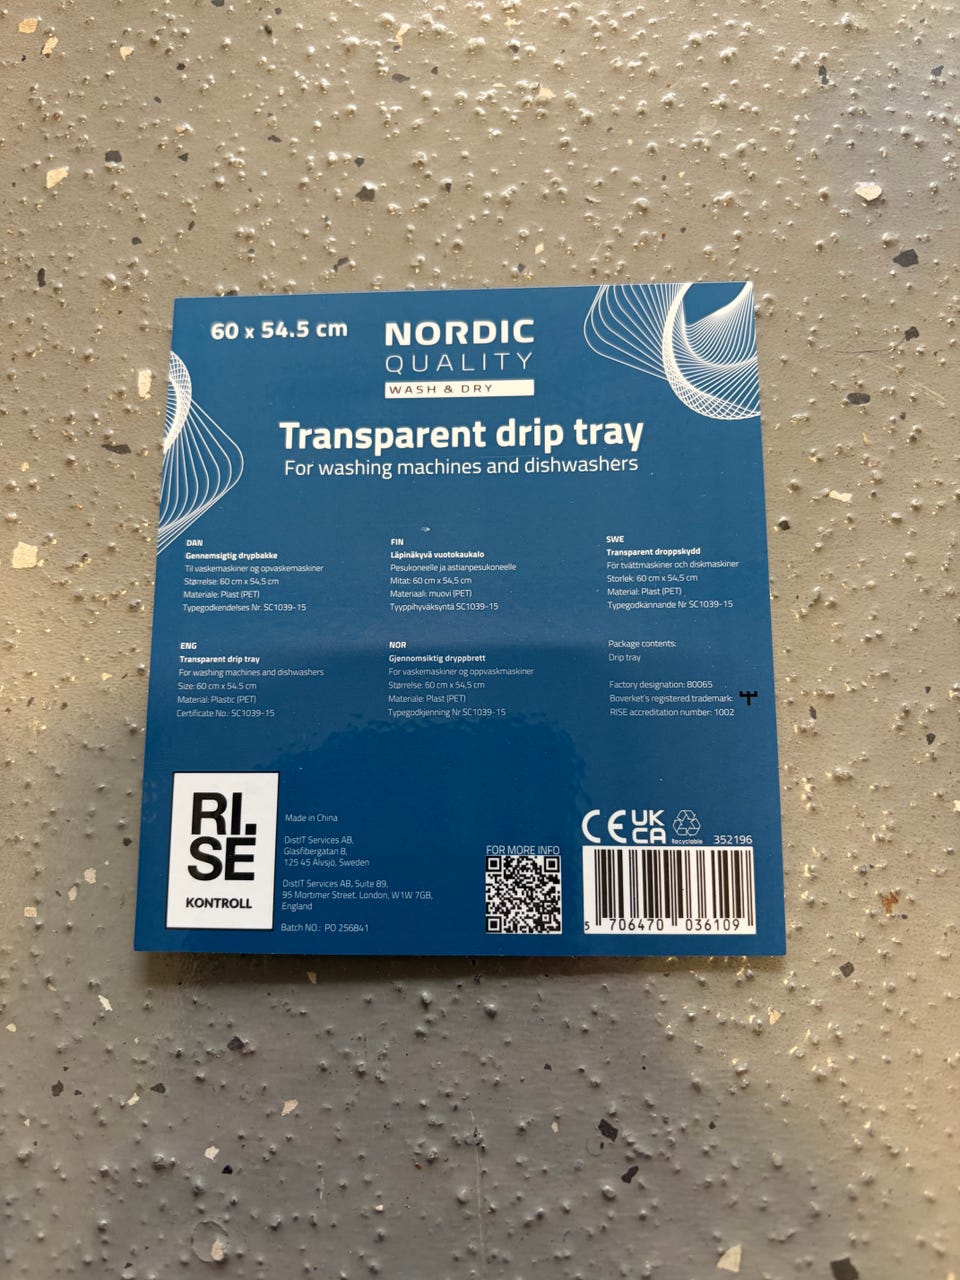 60 x 54.5 cm
NORDIC
QUALITY
WASH & DRY
Transparent drip tray
For washing machines and dishwashers
DAN
Gennemsigtig drypbakke
Til vaskemaskiner og opvaskemaskiner
Størrelse: 60 cm x 54,5 cm
Materiale: Plast (PET)
Typegodkendelses Nr. SC1039-15
FIN
Läpinäkyvä vuotokaukalo
Pesukoneelle ja astianpesukoneelle
Mitat: 60 cm x 54,5 cm
Materiaali: muovi (PET)
Tyyppihyväksyntä SC1039-15
SWE
Transparent droppskydd
För tvättmaskiner och diskmaskiner
Storlek: 60 cm x 54,5 cm
Material: Plast (PET)
Typegodkännande Nr SC1039-15
ENG
Transparent drip tray
For washing machines and dishwashers
Size: 60 cm x 54.5 cm
Material: Plastic (PET)
Certificate No.: SC1039-15
NOR
Gjennomsiktig dryppbrett
For vaskemaskiner og oppvaskmaskiner
Størrelse: 60 cm x 54,5 cm
Materiale: Plast (PET)
Typegodkjenning Nr SC1039-15
Package contents:
Drip tray
Factory designation: 80065
Boverket's registered trademark:
RISE accreditation number: 1002
RI.
SE
KONTROLL
Made in China
DistIT Services AB,
Glasfibergatan 8,
125 45 Älvsjö, Sweden
DistIT Services AB, Suite 89,
95 Mortimer Street, London, W1W 7GB,
England
Batch NO.: PO 256841
FOR MORE INFO
CE
UK
CA
Recyclable
352196
5 706470 036109